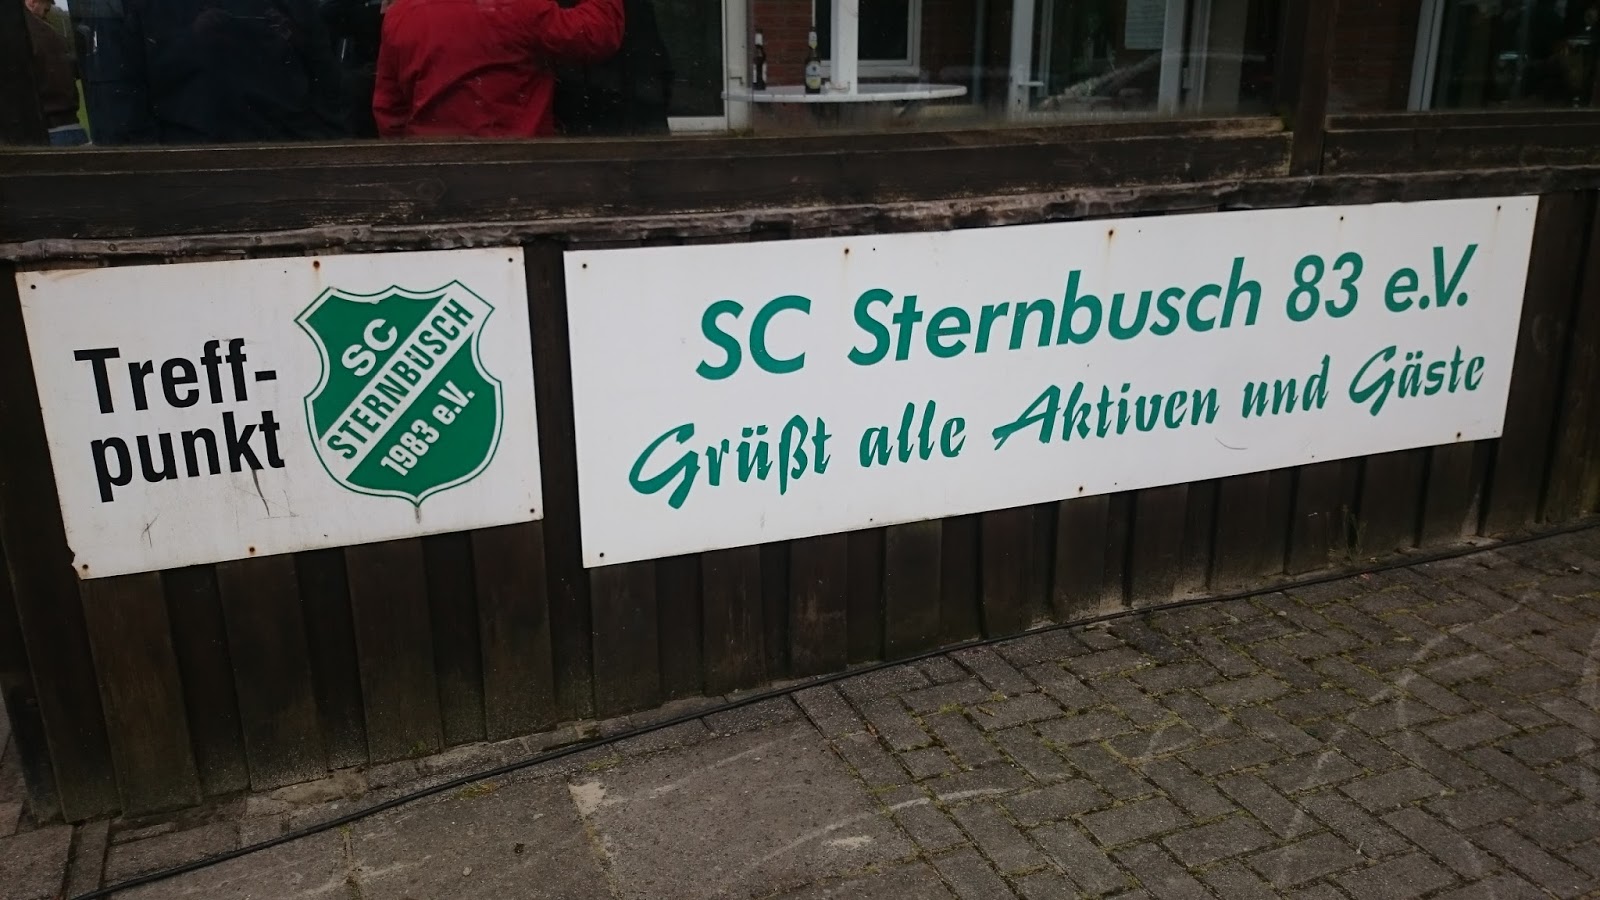 Treff-
punkt
SC
STERNBUSCH
1983 e.V.
SC Sternbusch 83 e.V.
Grüßt alle Aktiven und Gäste